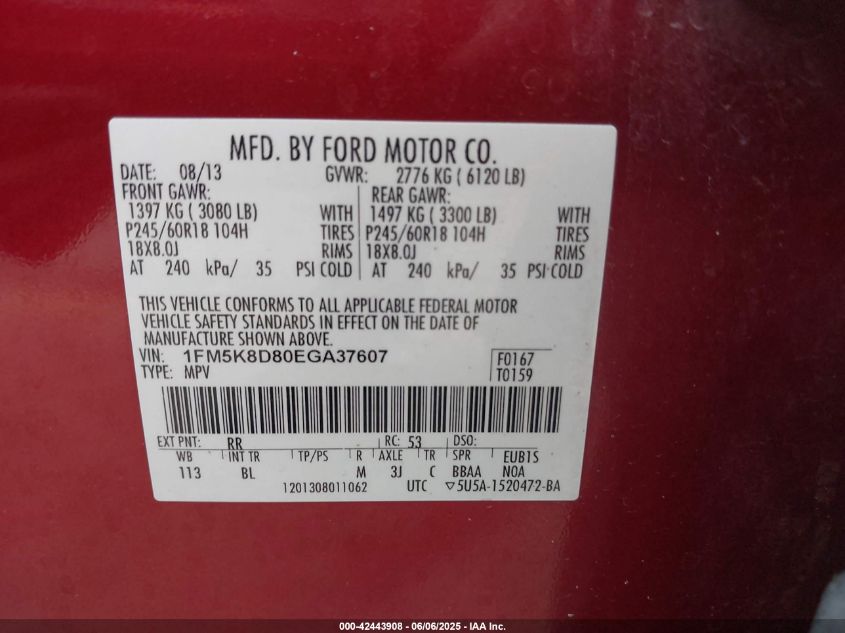 MFD. BY FORD MOTOR CO.
DATE: 08/13 GVWR: 2776 KG ( 6120 LB)
FRONT GAWR: REAR GAWR:
1397 KG ( 3080 LB) WITH 1497 KG ( 3300 LB) WITH
P245/60R18 104H TIRES P245/60R18 104H TIRES
18X8.0J RIMS 18X8.0J RIMS
AT 240 kPa/ 35 PSI COLD AT 240 kPa/ 35 PSI COLD
THIS VEHICLE CONFORMS TO ALL APPLICABLE FEDERAL MOTOR
VEHICLE SAFETY STANDARDS IN EFFECT ON THE DATE OF
MANUFACTURE SHOWN ABOVE.
VIN: 1FM5K8D80EGA37607 F0167
TYPE: MPV T0159
EXT PNT: RR RC: 53 DSO:
WB INT TR TP/PS R AXLE TR SPR EUB1S
113 BL M 3J C BBAA NOA
1201308011062 UTC ▽5U5A-1520472-BA
000-42443908 - 06/06/2025 - IAA Inc.